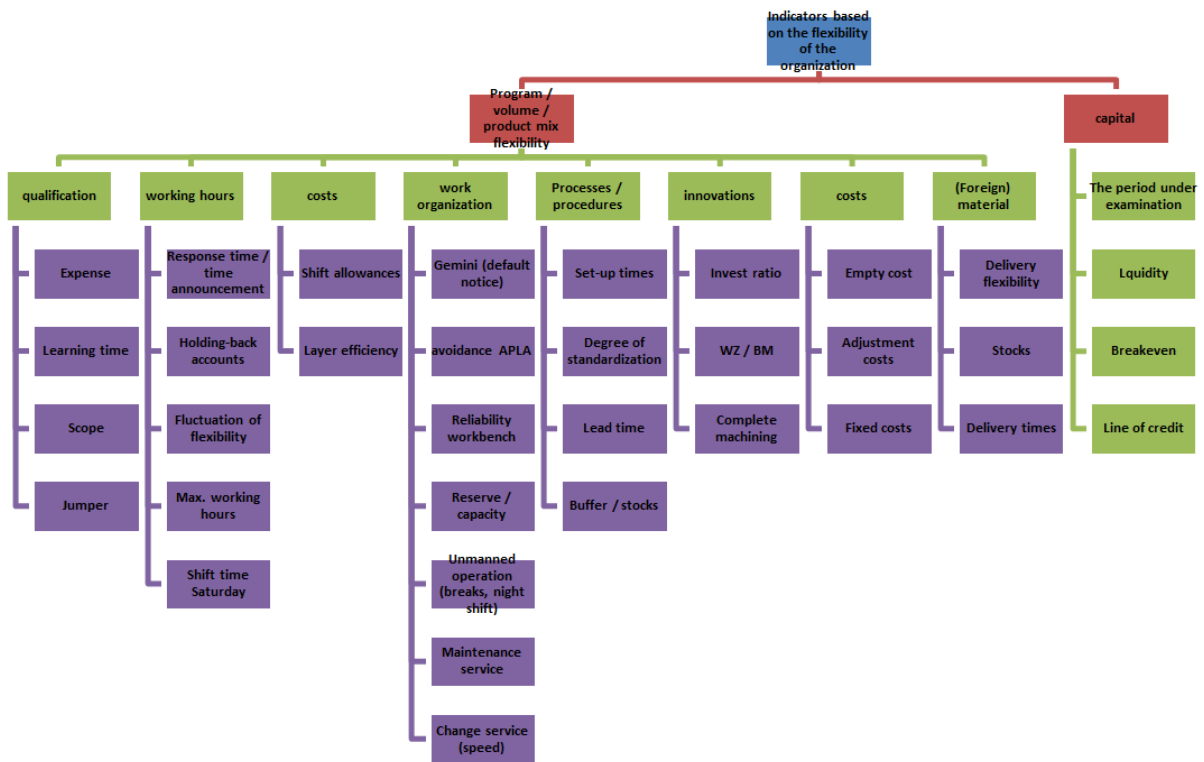 Indicators based
on the flexibility
of the
organization
Program /
volume /
product mix
flexibility
capital
qualification
working hours
costs
work
organization
Processes /
procedures
innovations
costs
(Foreign)
material
The period under
examination
Expense
Response time /
time
announcement
Shift allowances
Gemini (default
notice)
Set-up times
Invest ratio
Empty cost
Delivery
flexibility
Lquidity
Learning time
Holding-back
accounts
Layer efficiency
avoidance APLA
Degree of
standardization
WZ / BM
Adjustment
costs
Stocks
Breakeven
Scope
Fluctuation of
flexibility
Reliability
workbench
Lead time
Complete
machining
Fixed costs
Delivery times
Line of credit
Jumper
Max. working
hours
Reserve /
capacity
Buffer / stocks
Shift time
Saturday
Unmanned
operation
(breaks, night
shift)
Maintenance
service
Change service
(speed)